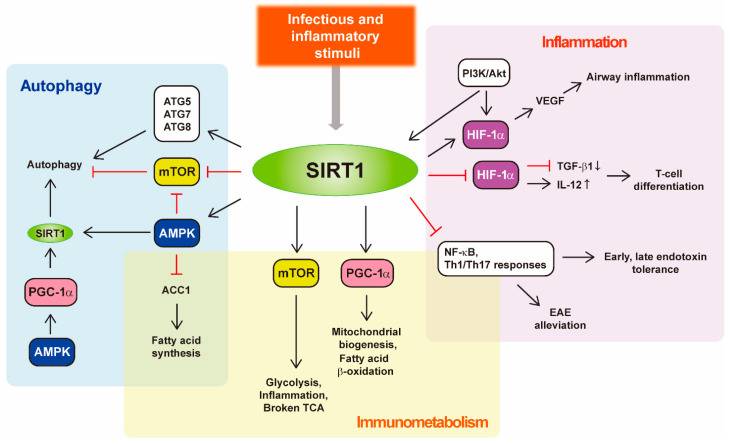 Infectious and
inflammatory
stimuli
Autophagy
ATG5
ATG7
ATG8
Autophagy
mTOR
SIRT1
AMPK
PGC-1α
AMPK
ACC1
Fatty acid
synthesis
SIRT1
mTOR
PGC-1α
Mitochondrial
biogenesis,
Fatty acid
β-oxidation
Glycolysis,
Inflammation,
Broken TCA
Immunometabolism
Inflammation
PI3K/Akt
HIF-1α
VEGF
Airway inflammation
HIF-1α
TGF-β1↓
IL-12↑
T-cell
differentiation
NF-κB,
Th1/Th17 responses
Early, late endotoxin
tolerance
EAE
alleviation